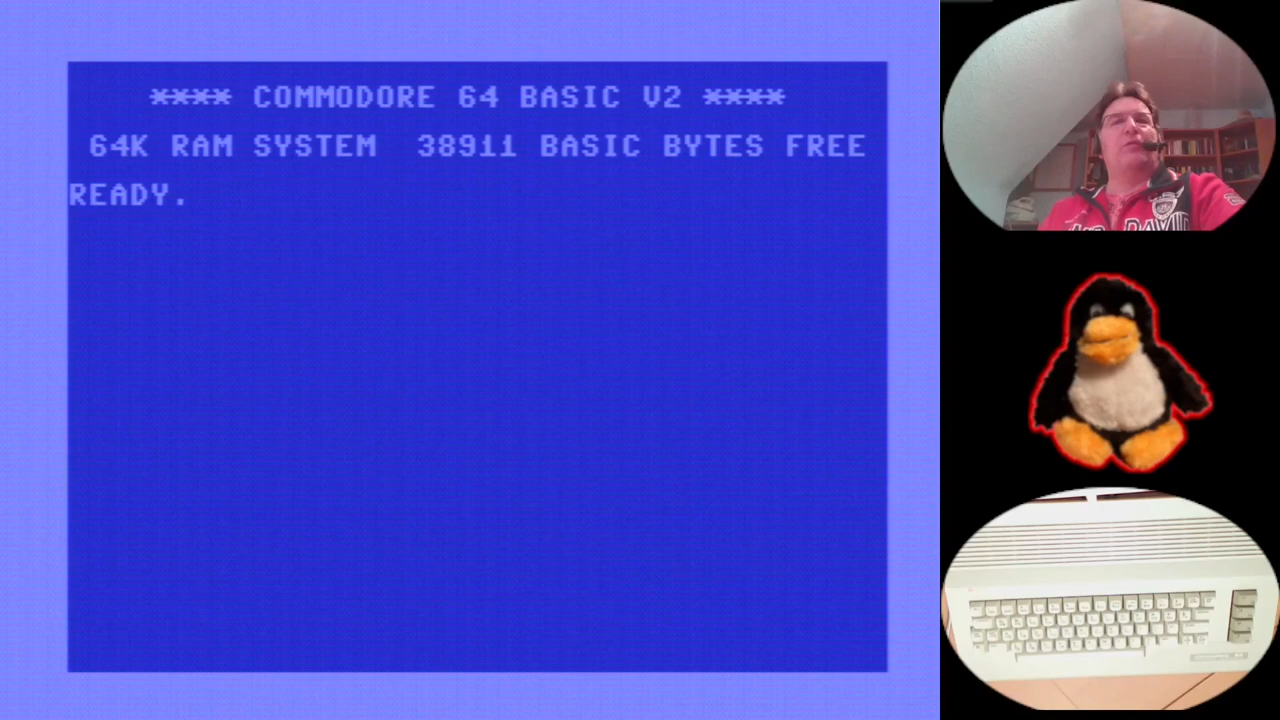 **** COMMODORE 64 BASIC V2 ****
64K RAM SYSTEM  38911 BASIC BYTES FREE
READY.